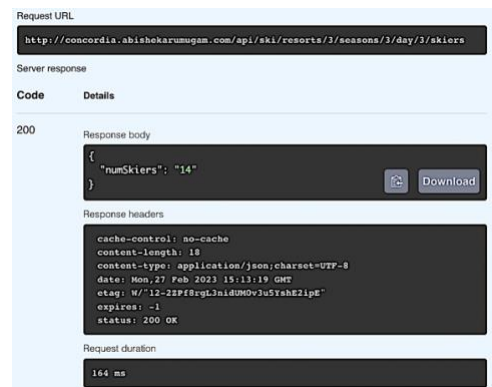 Request URL
http://concordia.abishekarumugam.com/api/ski/resorts/3/seasons/3/day/3/skiers
Server response
Code Details
200
Response body
{
"numSkiers": "14"
}
Download
Response headers
cache-control: no-cache
content-length: 18
content-type: application/json;charset=UTF-8
date: Mon,27 Feb 2023 15:13:19 GMT
expires: -1
status: 200 OK
Request duration
164 ms